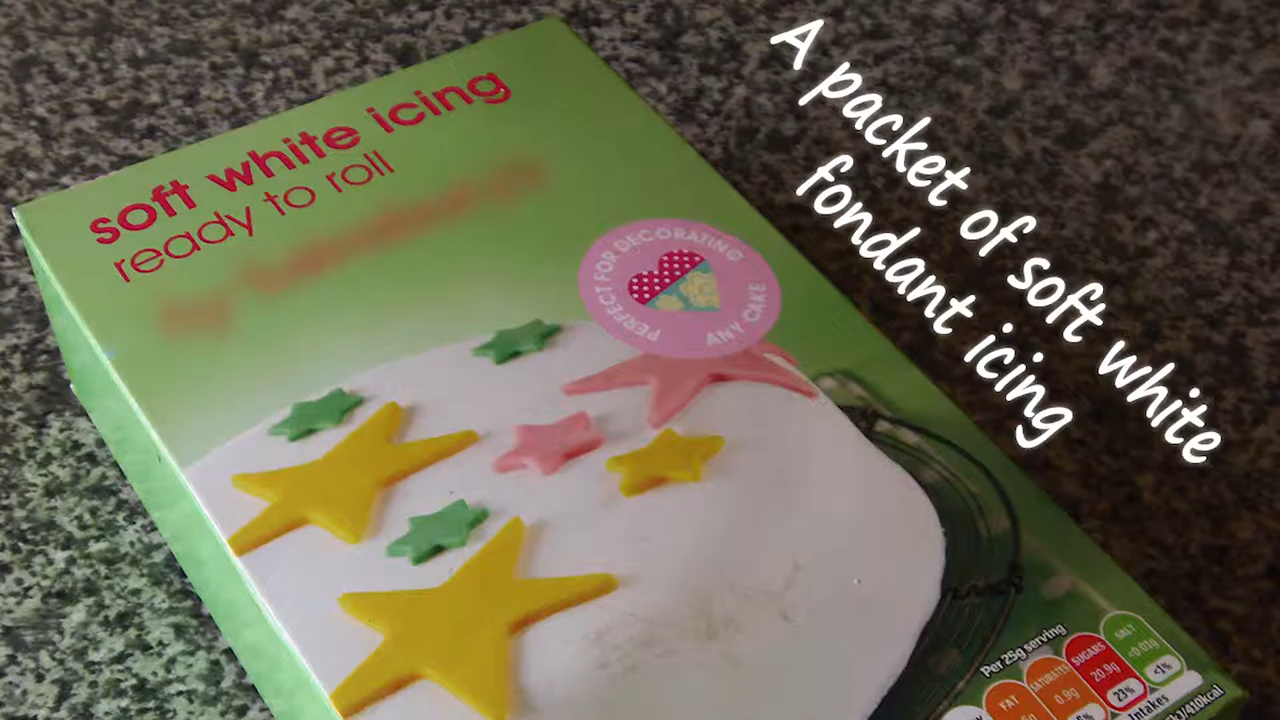 soft white icing
ready to roll
PERFECT FOR DECORATING
ANY CAKE
A packet of soft white
fondant icing
Per 25g serving
FAT
SATURATES
0.9g
SUGARS
20.9g
23%
SALT
<0.01g
<1%